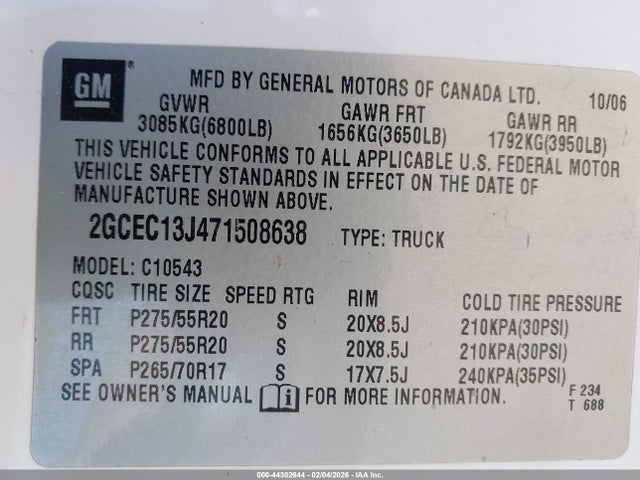 GM
MFD BY GENERAL MOTORS OF CANADA LTD. 10/06
GVWR GAWR FRT GAWR RR
3085KG(6800LB) 1656KG(3650LB) 1792KG(3950LB)
THIS VEHICLE CONFORMS TO ALL APPLICABLE U.S. FEDERAL MOTOR
VEHICLE SAFETY STANDARDS IN EFFECT ON THE DATE OF
MANUFACTURE SHOWN ABOVE.
2GCEC13J471508638 TYPE: TRUCK
MODEL: C10543
CQSC TIRE SIZE SPEED RTG RIM COLD TIRE PRESSURE
FRT P275/55R20 S 20X8.5J 210KPA(30PSI)
RR P275/55R20 S 20X8.5J 210KPA(30PSI)
SPA P265/70R17 S 17X7.5J 240KPA(35PSI)
SEE OWNER'S MANUAL i FOR MORE INFORMATION. F 234
T 688
000-44302644 - 02/04/2026 - IAA Inc.